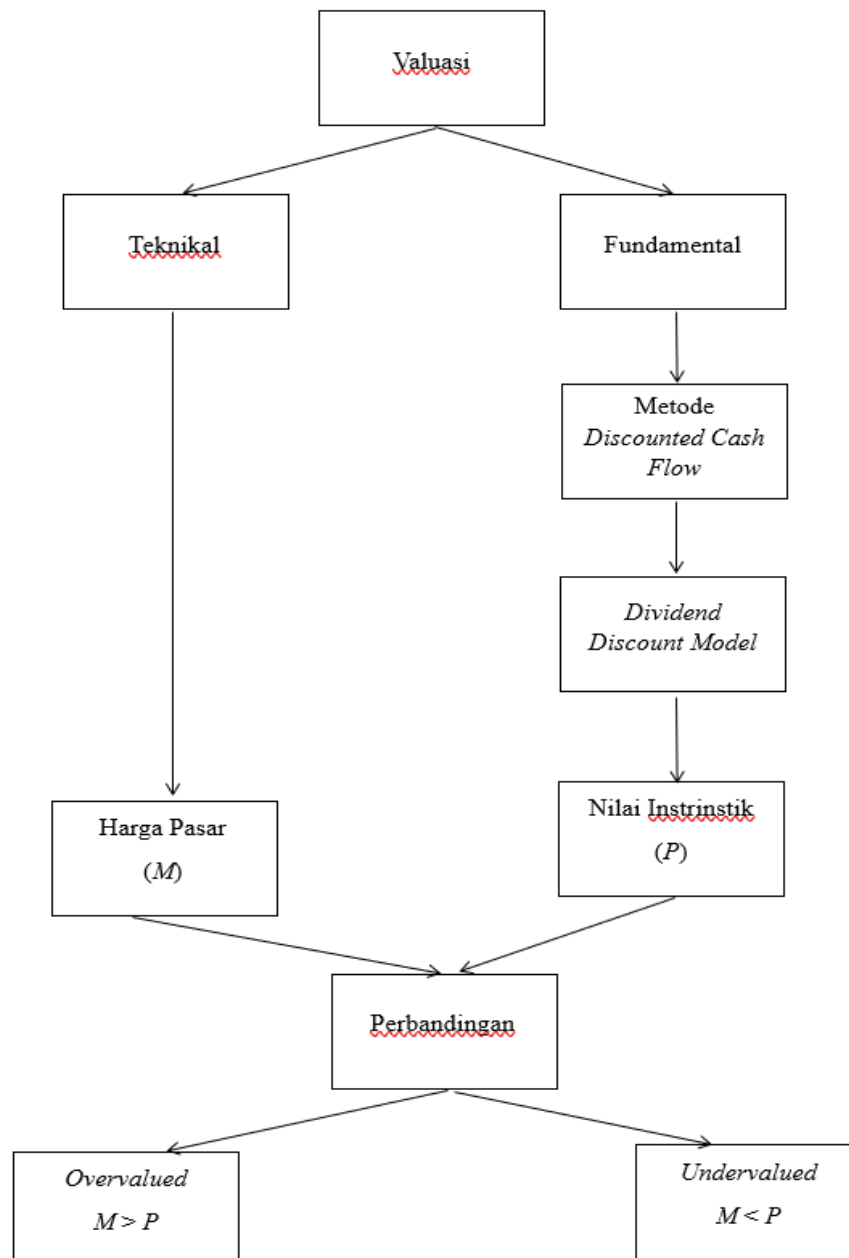 Valuasi
Teknikal
Fundamental
Metode
Discounted Cash
Flow
Dividend
Discount Model
Harga Pasar
(M)
Nilai Instrinstik
(P)
Perbandingan
Overvalued
M > P
Undervalued
M < P